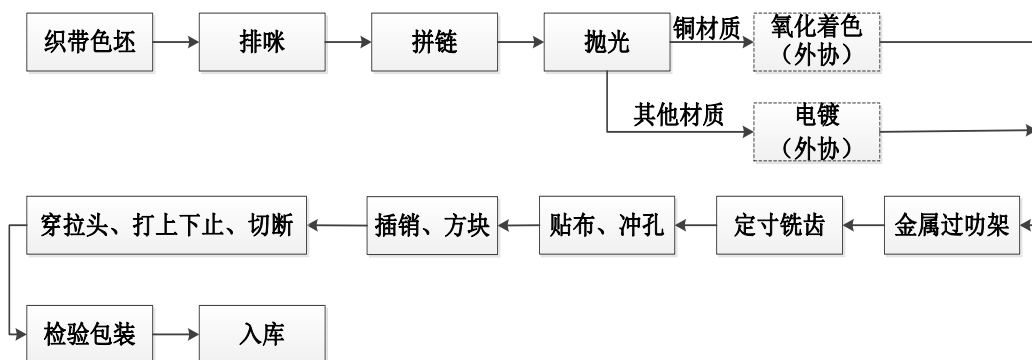 织带色坯
排咪
拼链
抛光
铜材质
氧化着色
（外协）
其他材质
电镀
（外协）
穿拉头、打上下止、切断
插销、方块
贴布、冲孔
定寸铣齿
金属过叻架
检验包装
入库